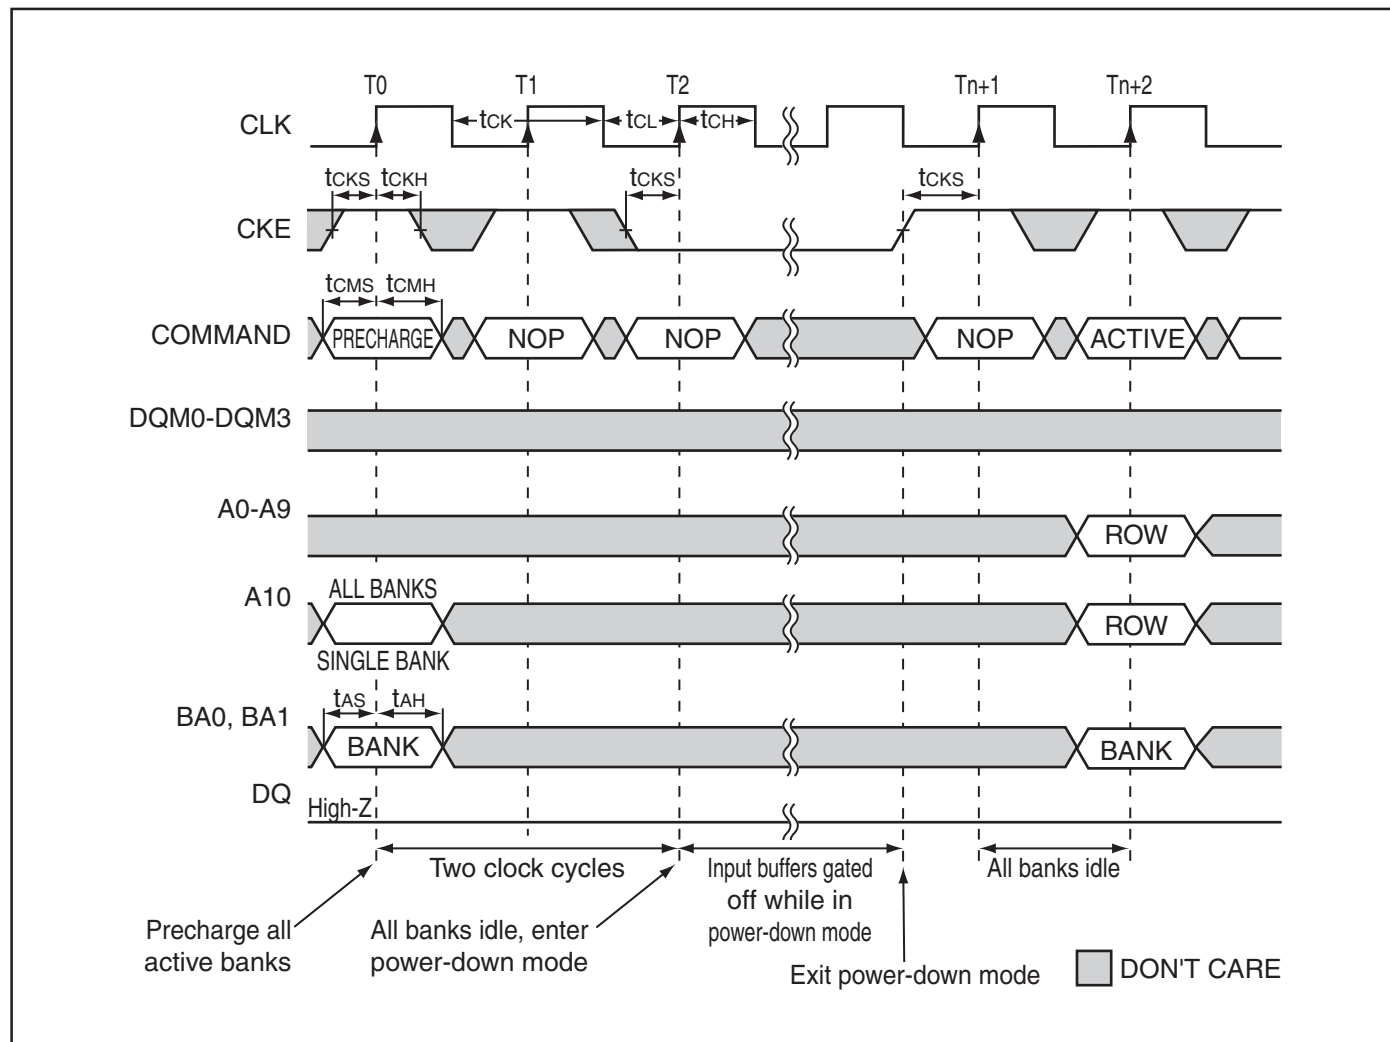 T0 T1 T2 Tn+1 Tn+2
CLK tCK tCL tCH
tCKS tCKH tCKS tCKS
CKE
tCMS tCMH
COMMAND PRECHARGE NOP NOP NOP ACTIVE
DQM0-DQM3
A0-A9 ROW
ALL BANKS
A10 ROW
SINGLE BANK
tAS tAH
BA0, BA1 BANK BANK
DQ
High-Z
Two clock cycles
Input buffers gated
off while in
power-down mode
All banks idle
Precharge all
active banks
All banks idle, enter
power-down mode
Exit power-down mode
DON'T CARE